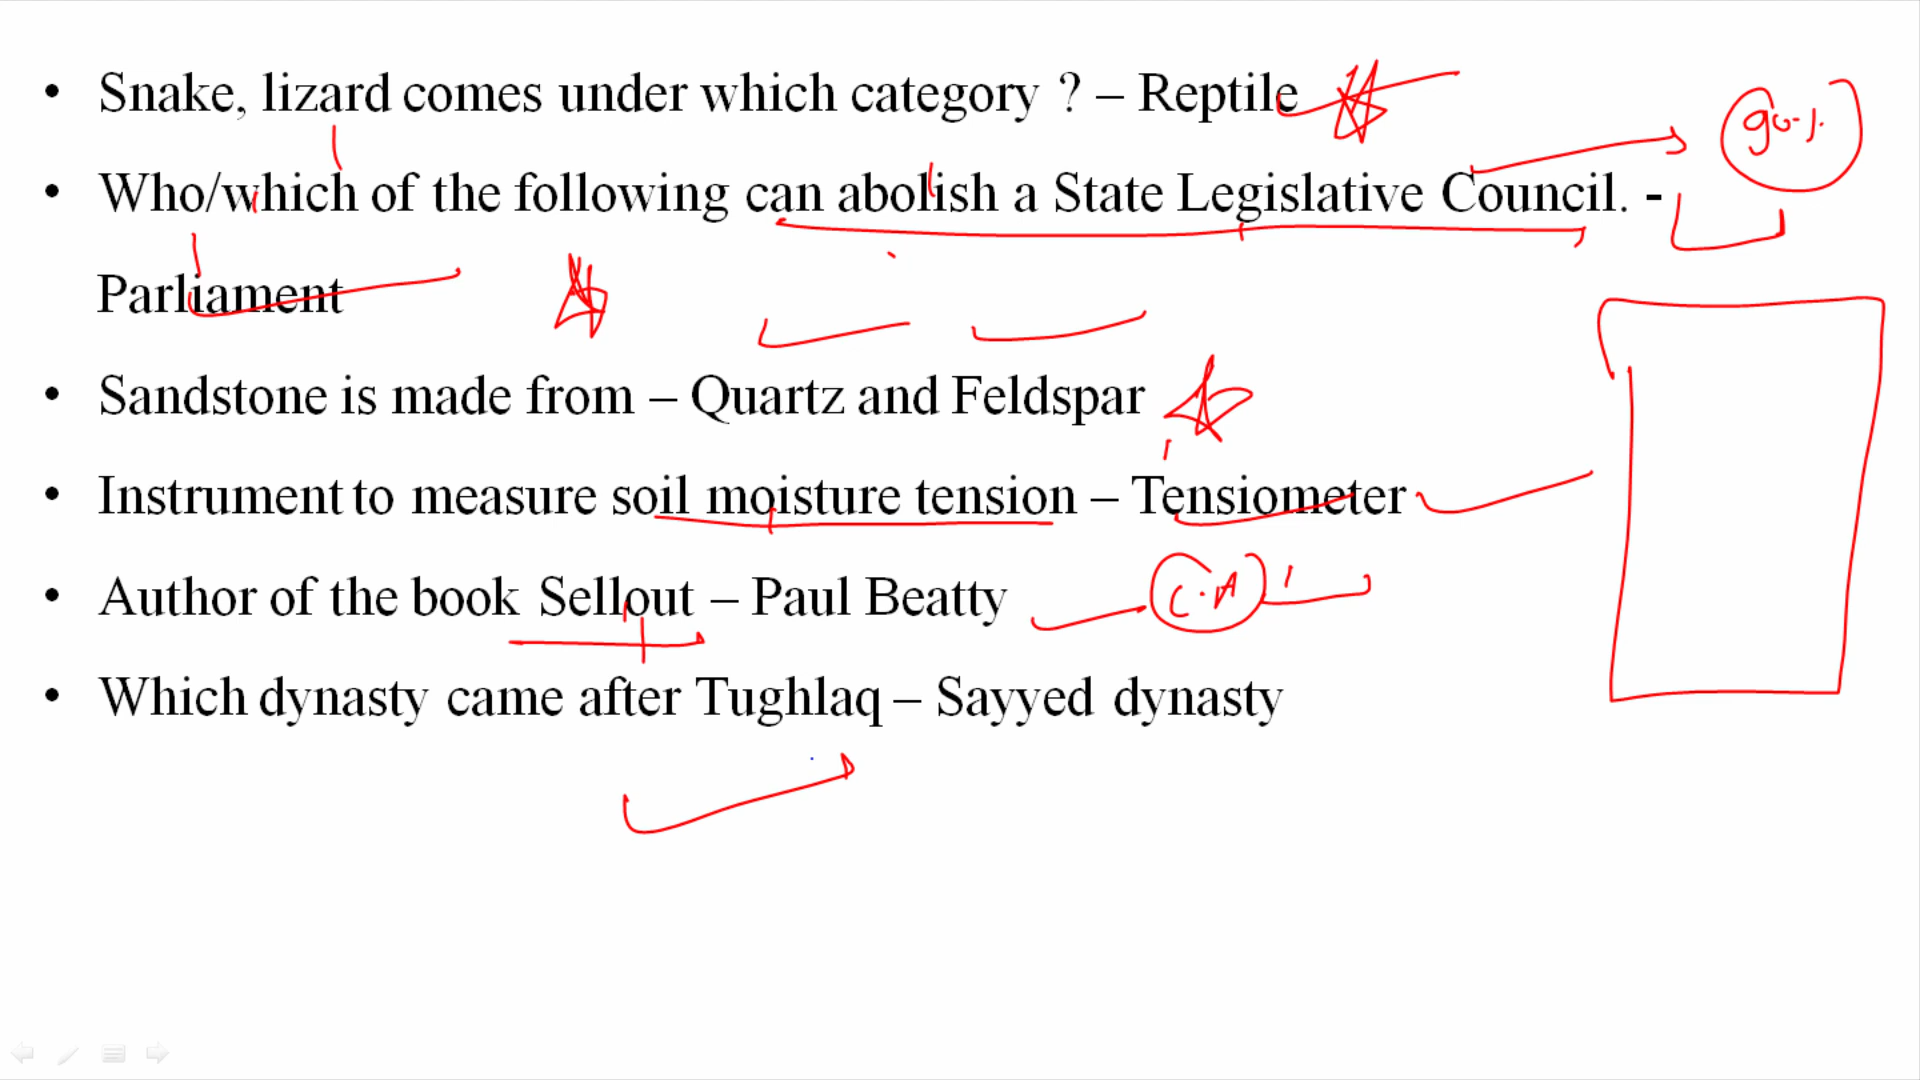 • Snake, lizard comes under which category ? – Reptile
• Who/which of the following can abolish a State Legislative Council. -
Parliament
• Sandstone is made from – Quartz and Feldspar
• Instrument to measure soil moisture tension – Tensiometer
• Author of the book Sellout – Paul Beatty
C.A
• Which dynasty came after Tughlaq – Sayyed dynasty